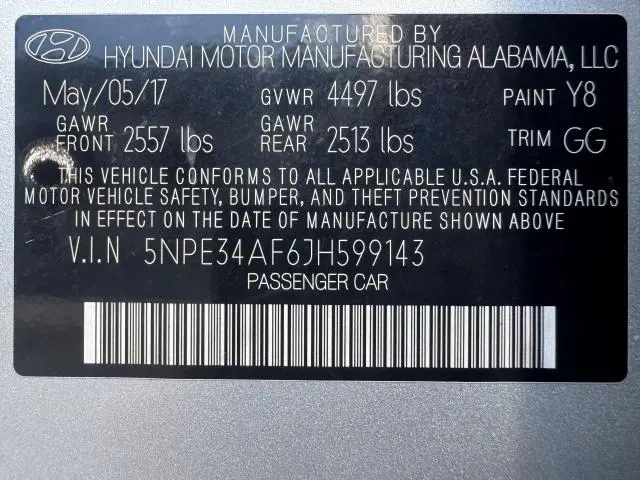 MANUFACTURED BY
HYUNDAI MOTOR MANUFACTURING ALABAMA, LLC
May/05/17 GVWR 4497 lbs PAINT Y8
GAWR FRONT 2557 lbs GAWR REAR 2513 lbs TRIM GG
THIS VEHICLE CONFORMS TO ALL APPLICABLE U.S.A. FEDERAL
MOTOR VEHICLE SAFETY, BUMPER, AND THEFT PREVENTION STANDARDS
IN EFFECT ON THE DATE OF MANUFACTURE SHOWN ABOVE
V.I.N 5NPE34AF6JH599143
PASSENGER CAR